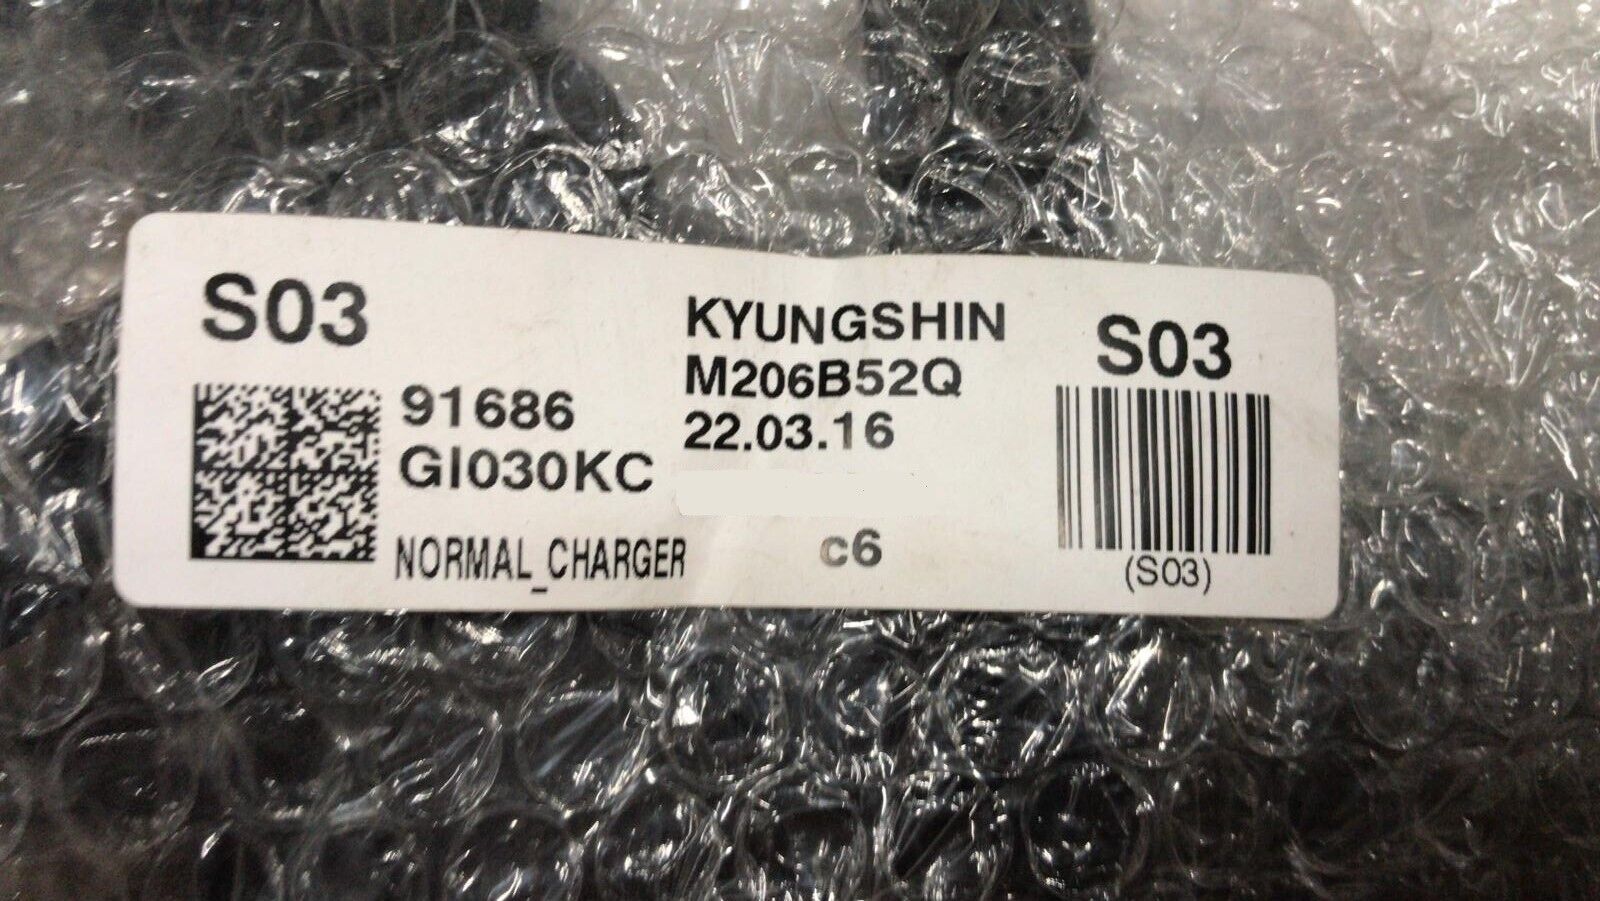 S03
91686
GI030KC
NORMAL_CHARGER
KYUNGSHIN
M206B52Q
22.03.16
c6
S03
(S03)